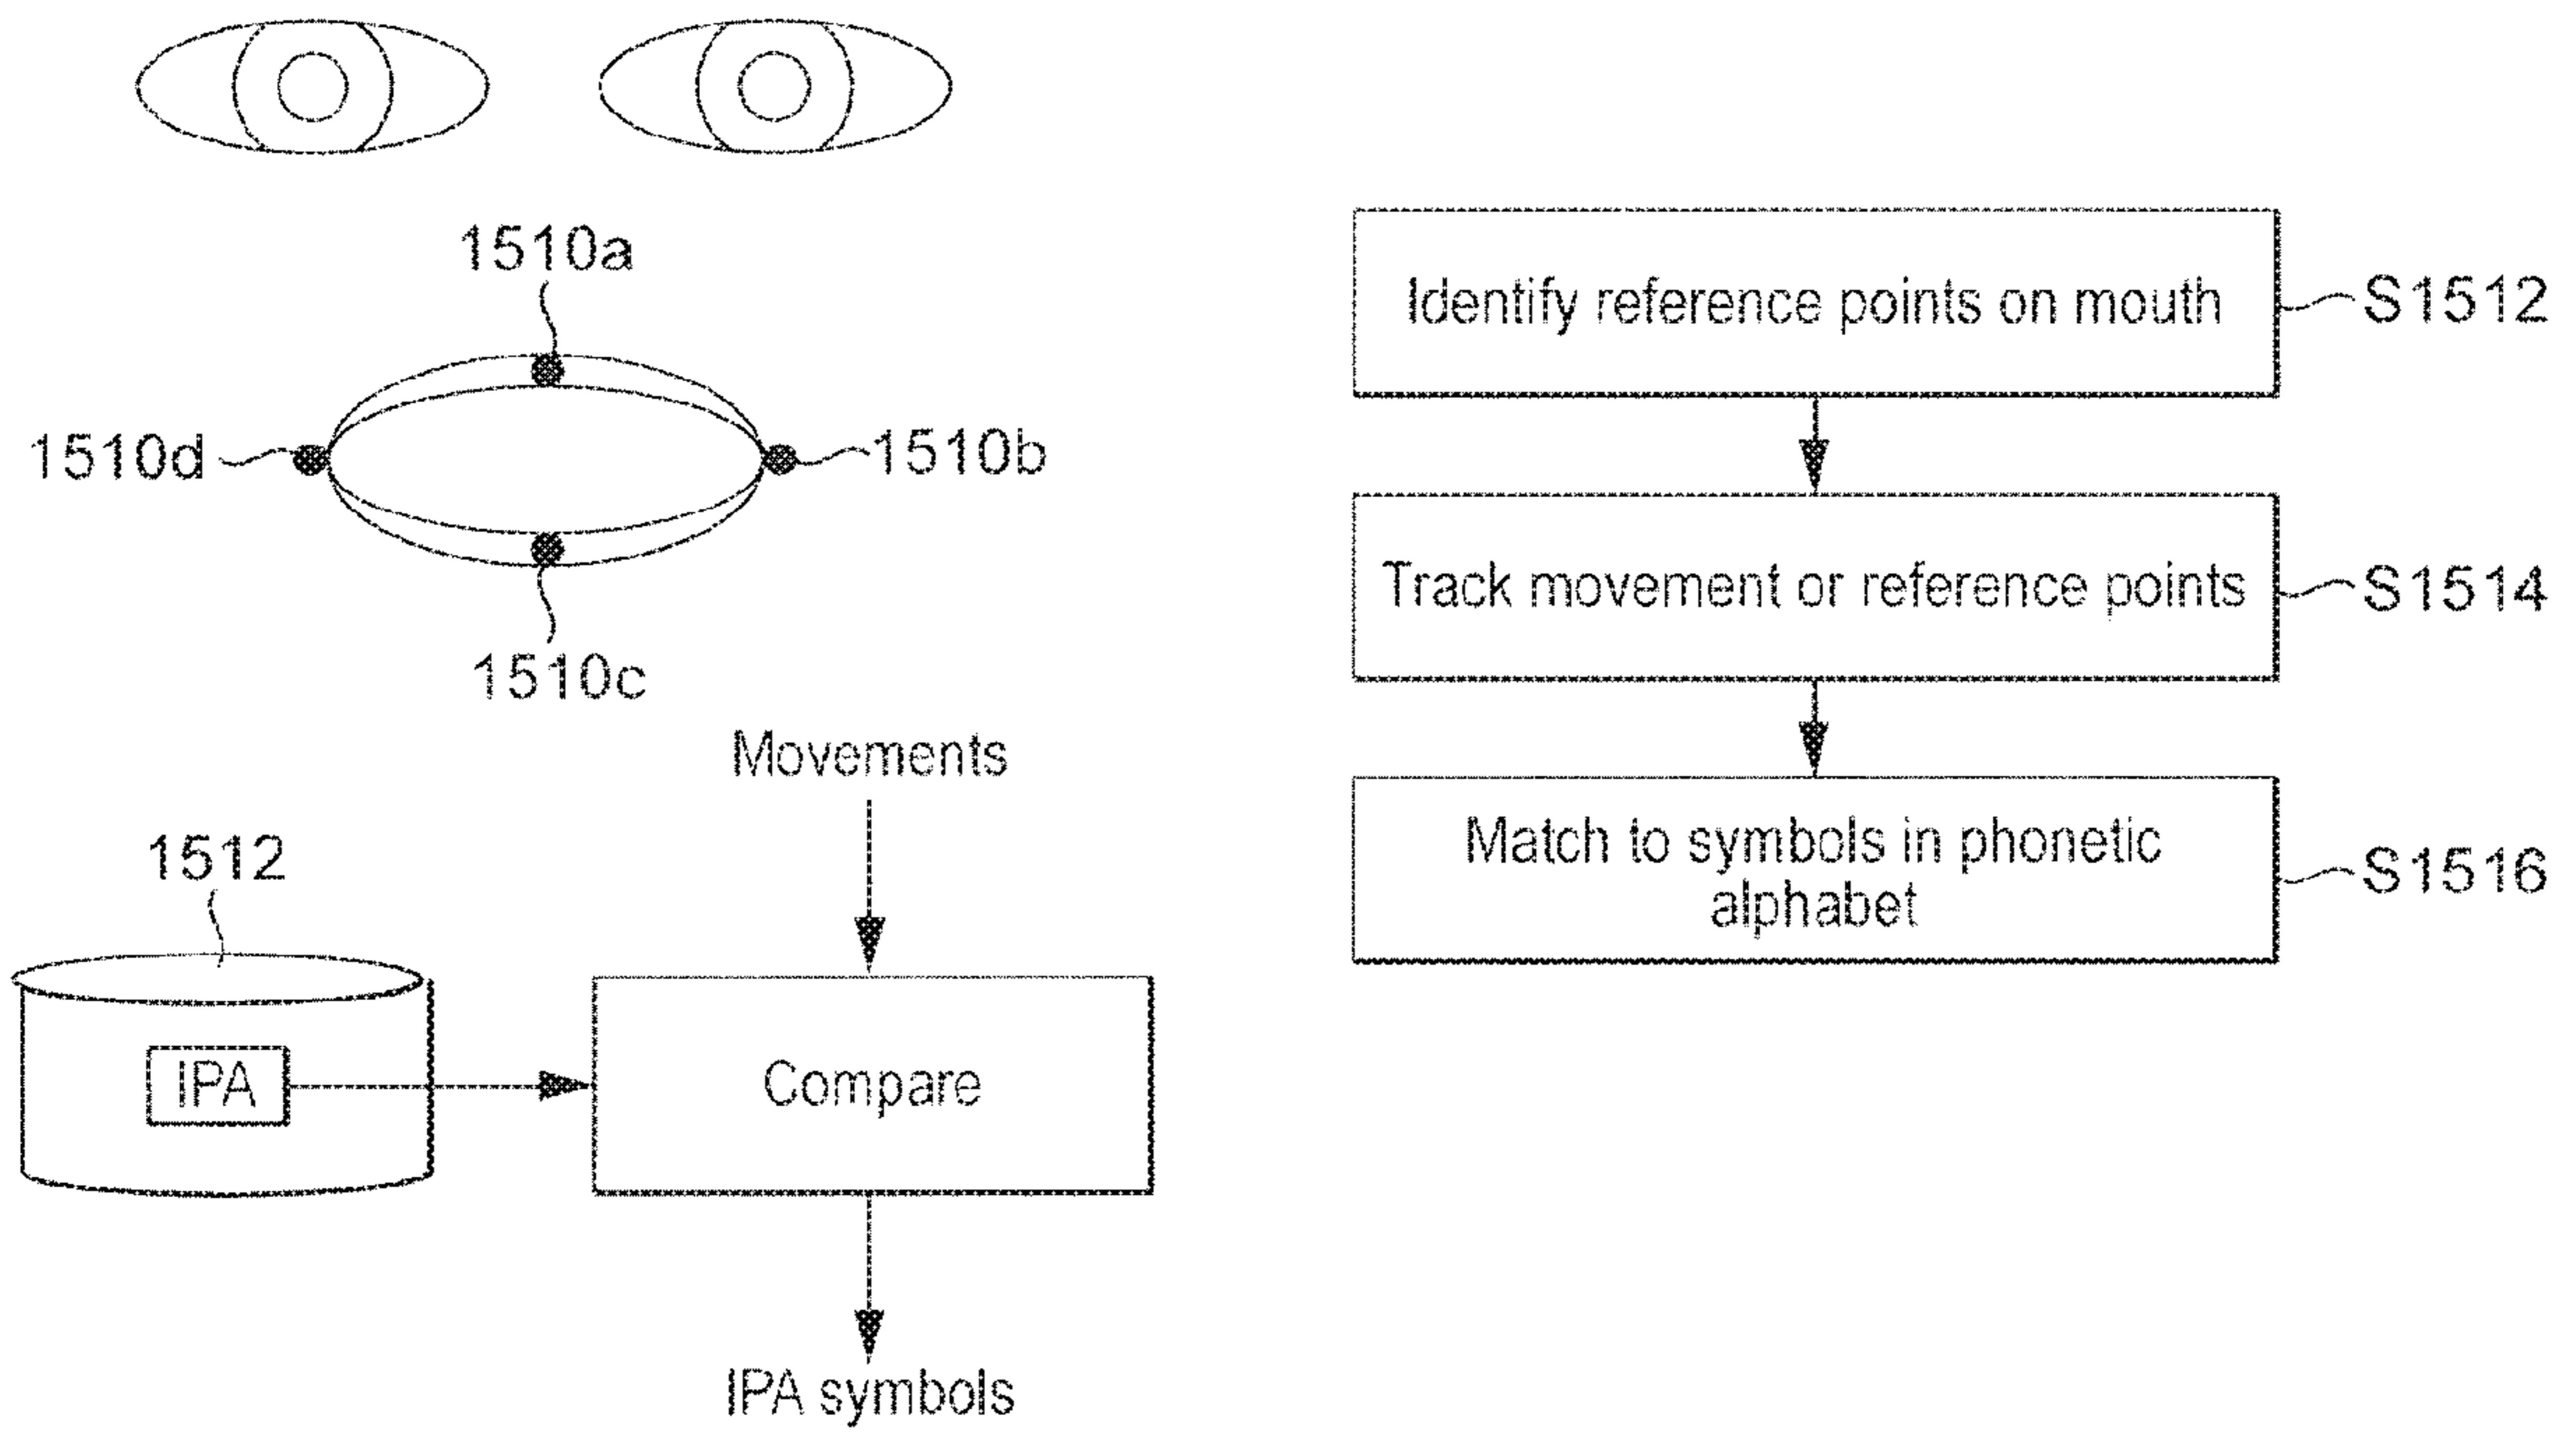 1510a
1510d
1510b
1510c
Movements
1512
IPA
Compare
IPA symbols
Identify reference points on mouth
S1512
Track movement or reference points
S1514
Match to symbols in phonetic
alphabet
S1516